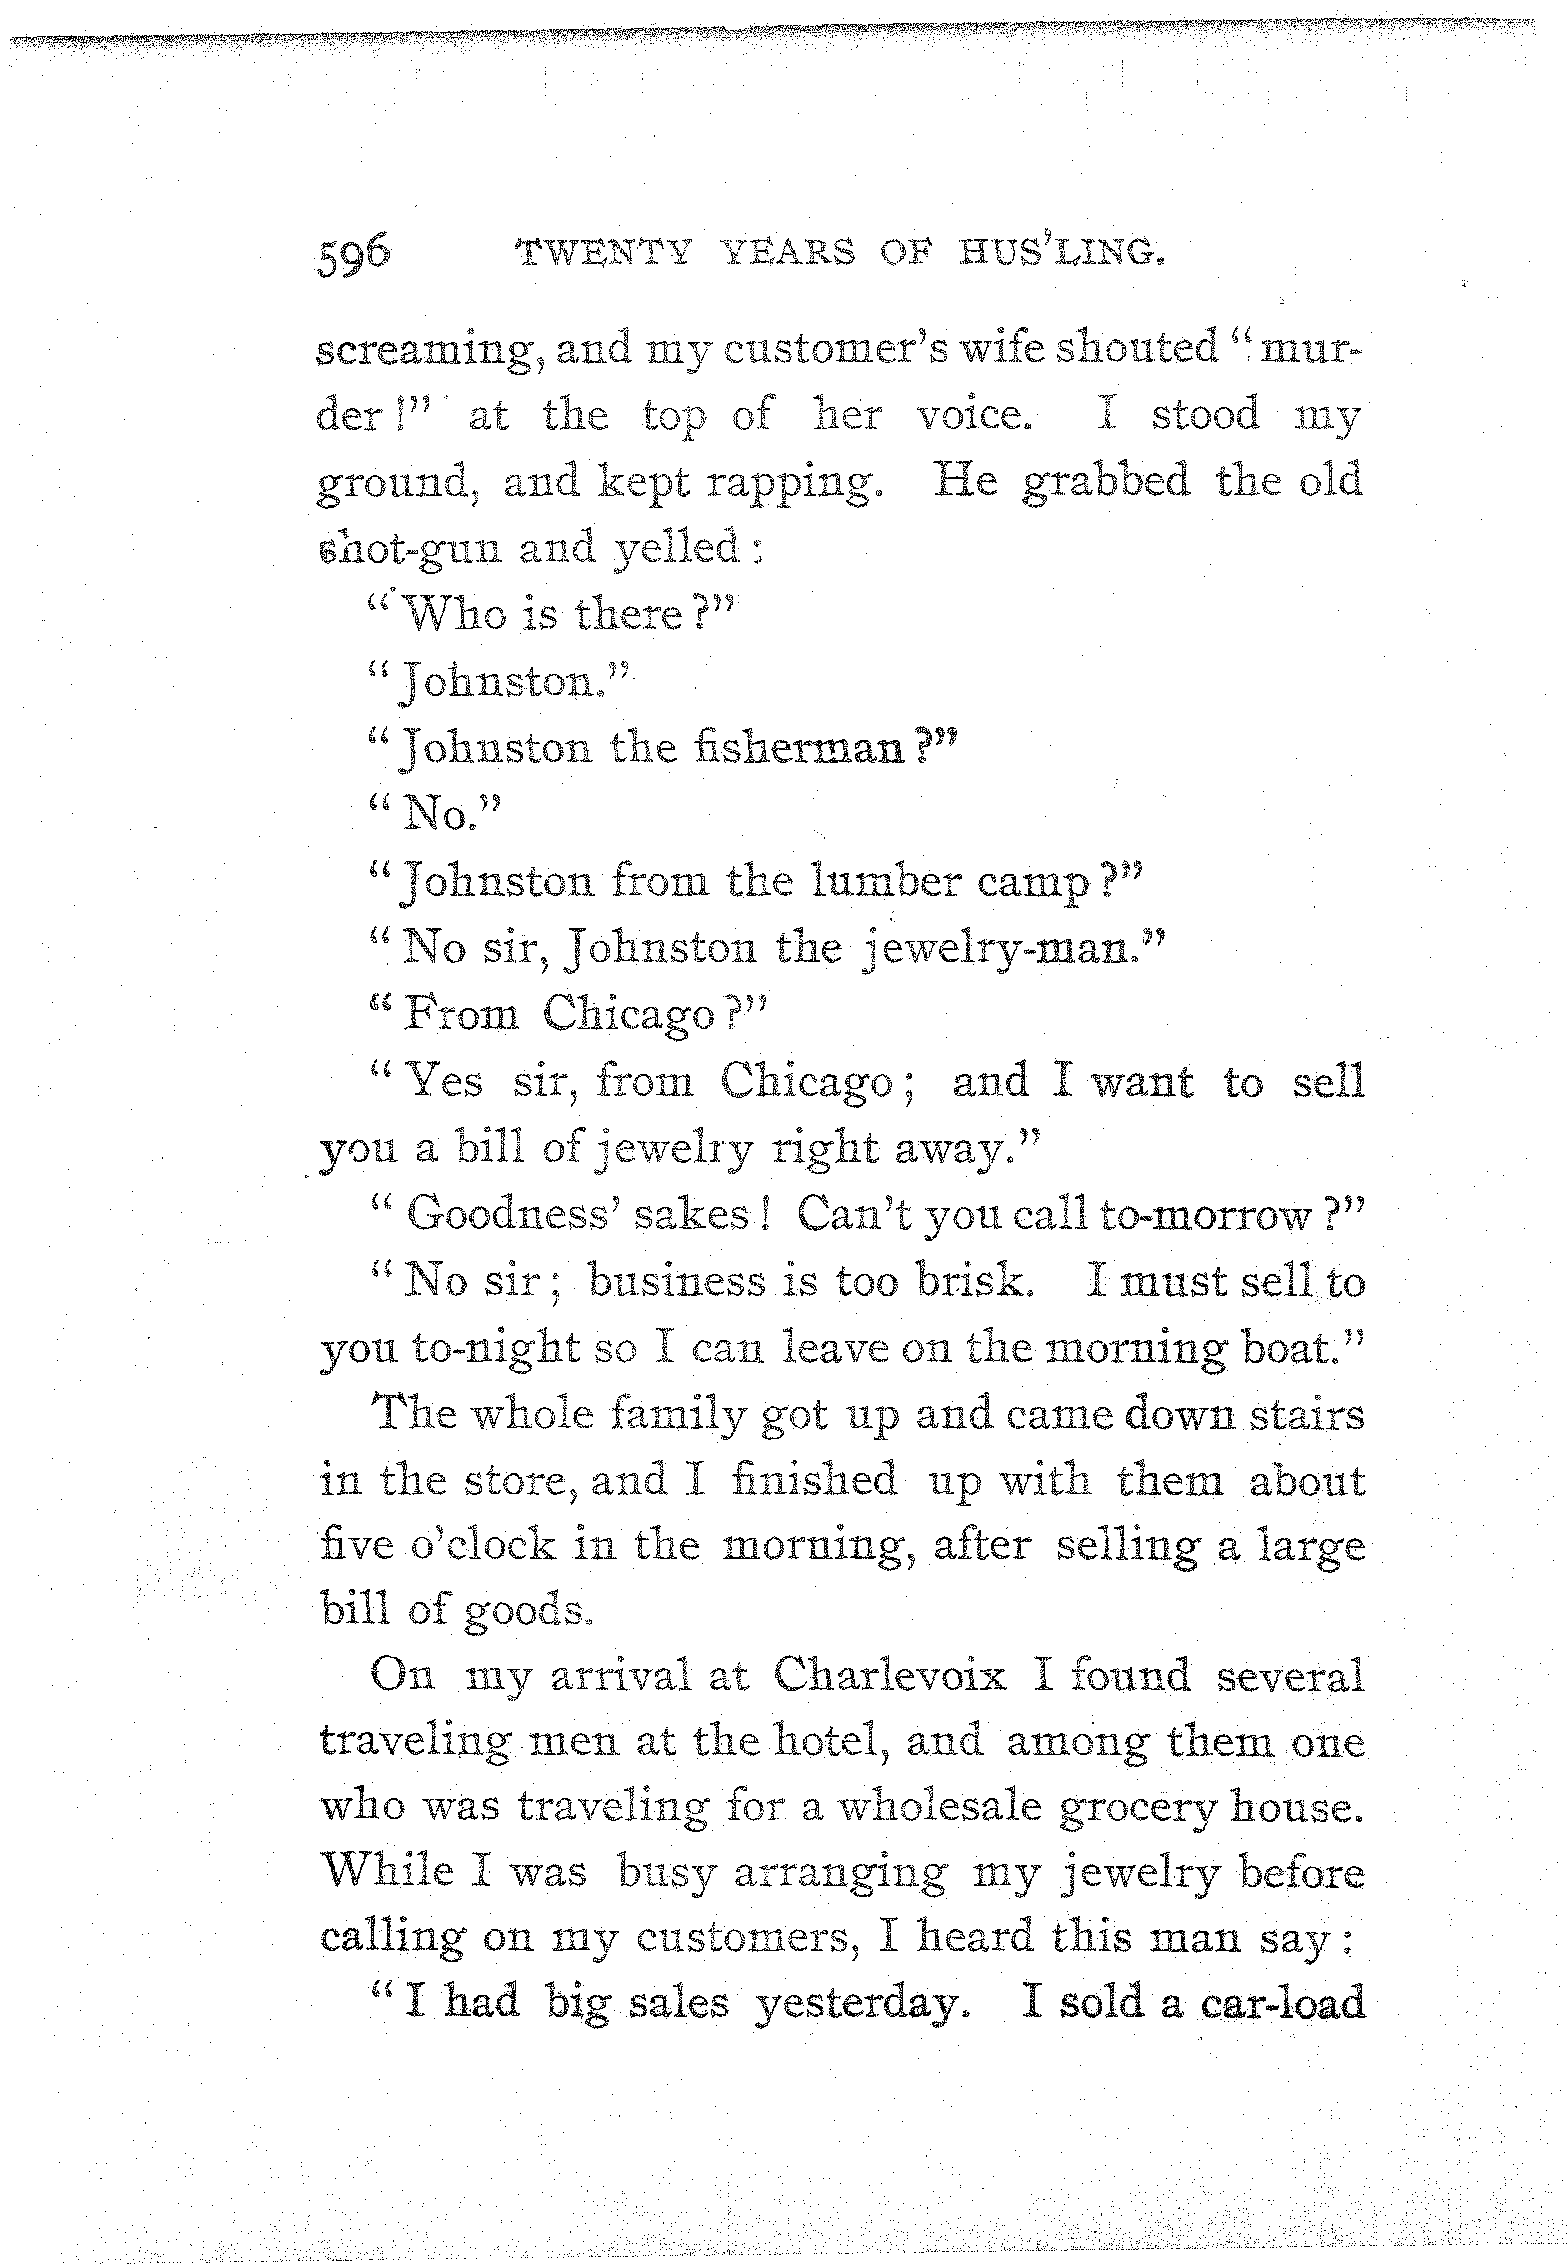 596 TWENTY YEARS OF HUS'LING.
screaming, and my customer's wife shouted "mur-
der!" at the top of her voice. I stood my
ground, and kept rapping. He grabbed the old
shot-gun and yelled:
"Who is there?"
"Johnston."
"Johnston the fisherman?"
"No."
"Johnston from the lumber camp?"
"No sir, Johnston the jewelry-man."
"From Chicago?"
"Yes sir, from Chicago; and I want to sell
you a bill of jewelry right away."
"Goodness' sakes! Can't you call to-morrow?"
"No sir; business is too brisk. I must sell to
you to-night so I can leave on the morning boat."
The whole family got up and came down stairs
in the store, and I finished up with them about
five o'clock in the morning, after selling a large
bill of goods.
On my arrival at Charlevoix I found several
traveling men at the hotel, and among them one
who was traveling for a wholesale grocery house.
While I was busy arranging my jewelry before
calling on my customers, I heard this man say:
"I had big sales yesterday. I sold a car-load